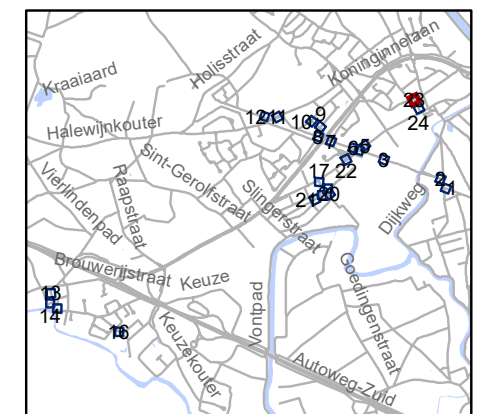 Koninginnelaan
Holisstraat
Kraaiaard
23
24
12
11
10
9
Halewijnkouter
8
7
6
5
3
22
Sint-Gerolfstraat
Slingerstraat
17
2
1
Vierlindenpad
Raapstraat
20
21
Dijkweg
Brouwerijstraat
Keuze
Goedingenstraat
Vontpad
13
14
16
Keuzekouter
Autoweg-Zuid